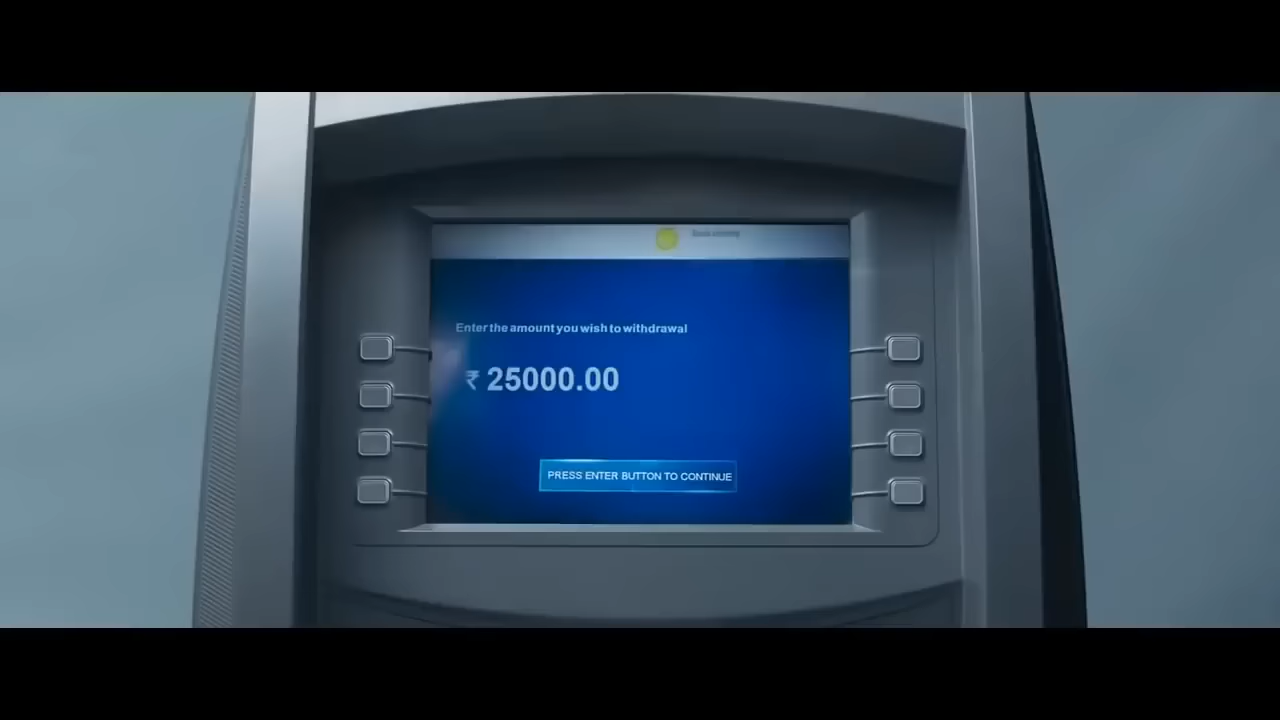 Enter the amount you wish to withdrawal
₹ 25000.00
PRESS ENTER BUTTON TO CONTINUE